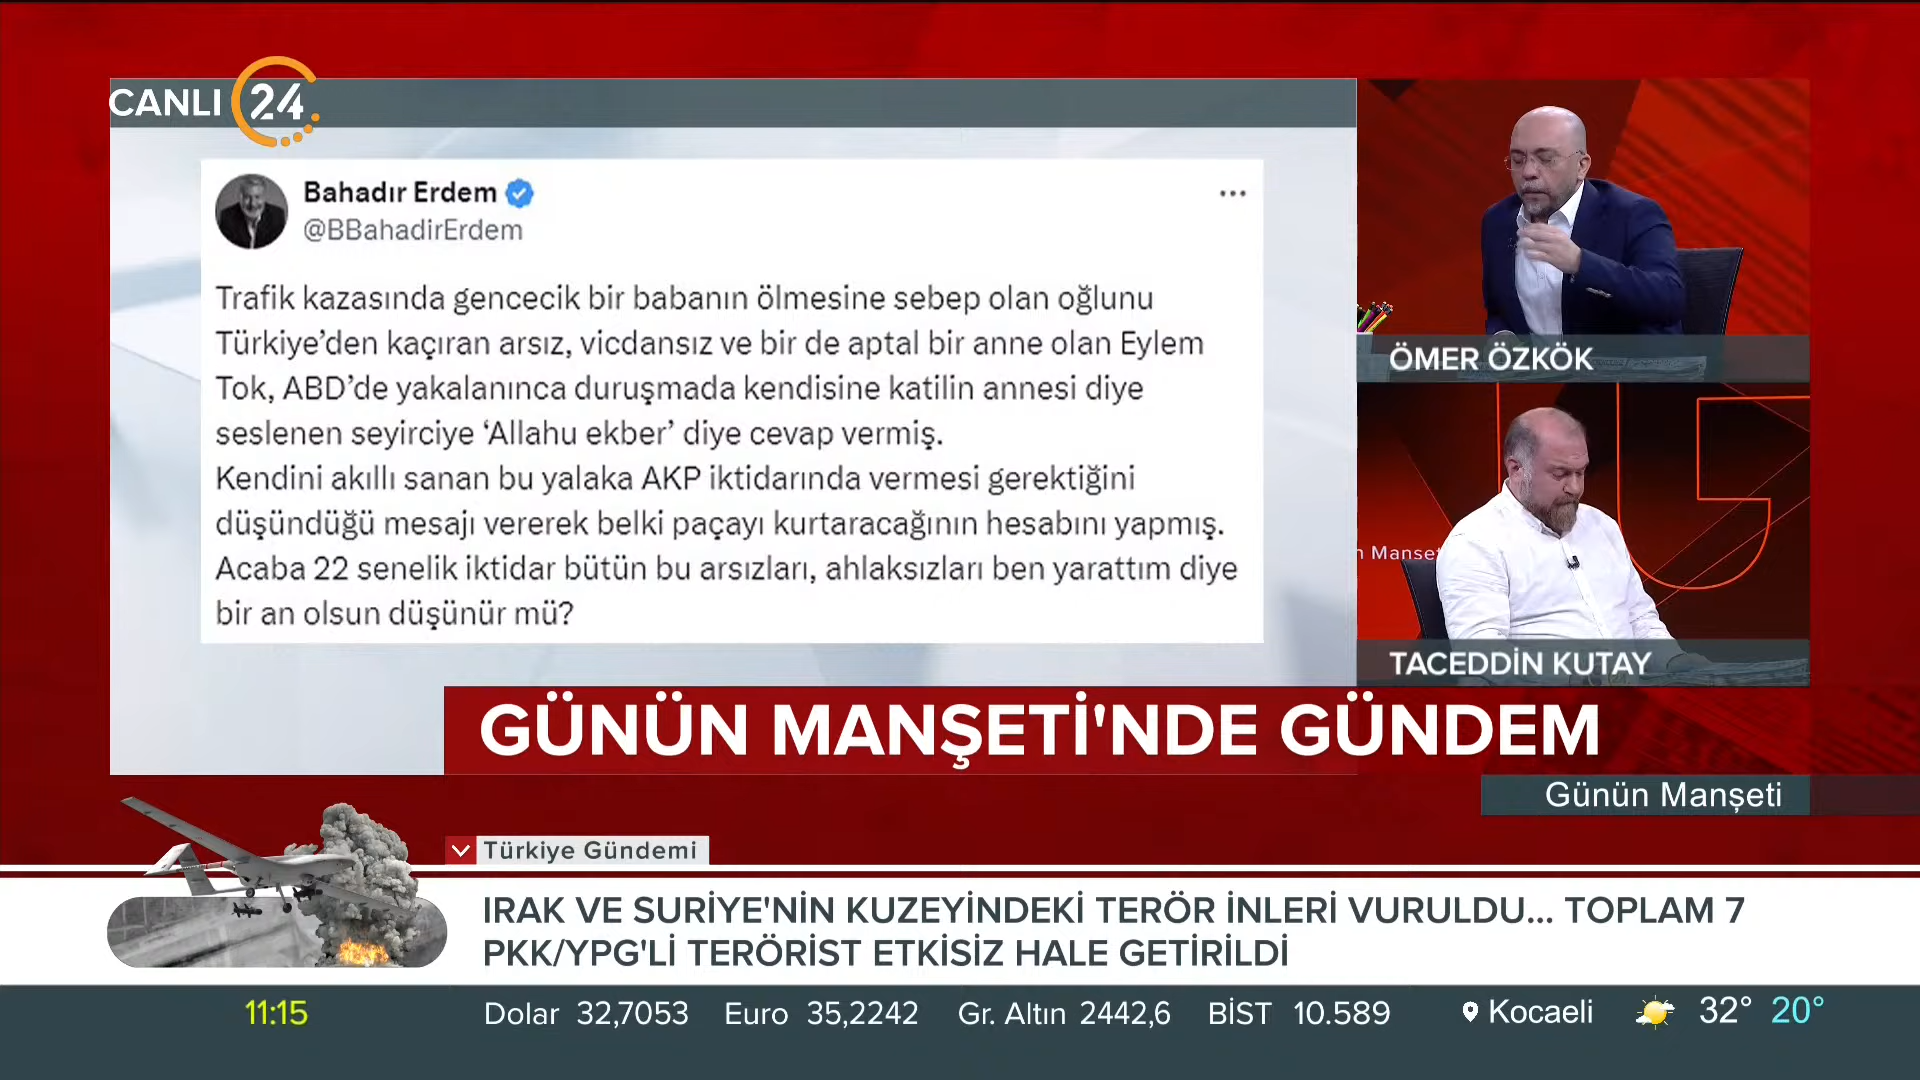 CANLI 24
Bahadır Erdem
@BBahadirErdem
Trafik kazasında gencecik bir babanın ölmesine sebep olan oğlunu
Türkiye’den kaçıran arsız, vicdansız ve bir de aptal bir anne olan Eylem
Tok, ABD’de yakalanınca duruşmada kendisine katilin annesi diye
seslenen seyirciye ‘Allahu ekber’ diye cevap vermiş.
Kendini akıllı sanan bu yalaka AKP iktidarında vermesi gerektiğini
düşündüğü mesajı vererek belki paçayı kurtaracağının hesabını yapmış.
Acaba 22 senelik iktidar bütün bu arsızları, ahlaksızları ben yarattım diye
bir an olsun düşünür mü?
ÖMER ÖZKÖK
Manşet
TACEDDİN KUTAY
GÜNÜN MANŞETİ'NDE GÜNDEM
Günün Manşeti
Türkiye Gündemi
IRAK VE SURİYE'NİN KUZEYİNDEKİ TERÖR İNLERİ VURULDU... TOPLAM 7
PKK/YPG'Lİ TERÖRİST ETKİSİZ HALE GETİRİLDİ
11:15 Dolar 32,7053 Euro 35,2242 Gr. Altın 2442,6 BİST 10.589 Kocaeli 32° 20°